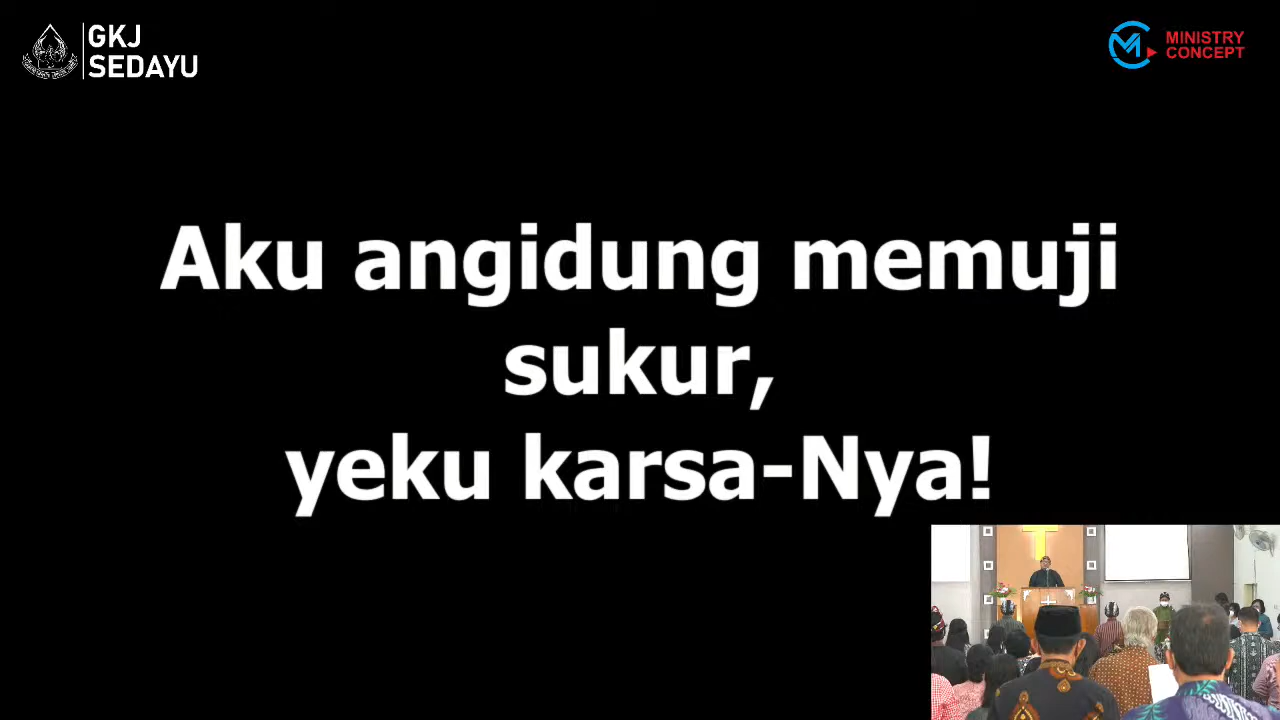 GKJ
SEDAYU
MINISTRY
CONCEPT
Aku angidung memuji
sukur,
yeku karsa-Nya!